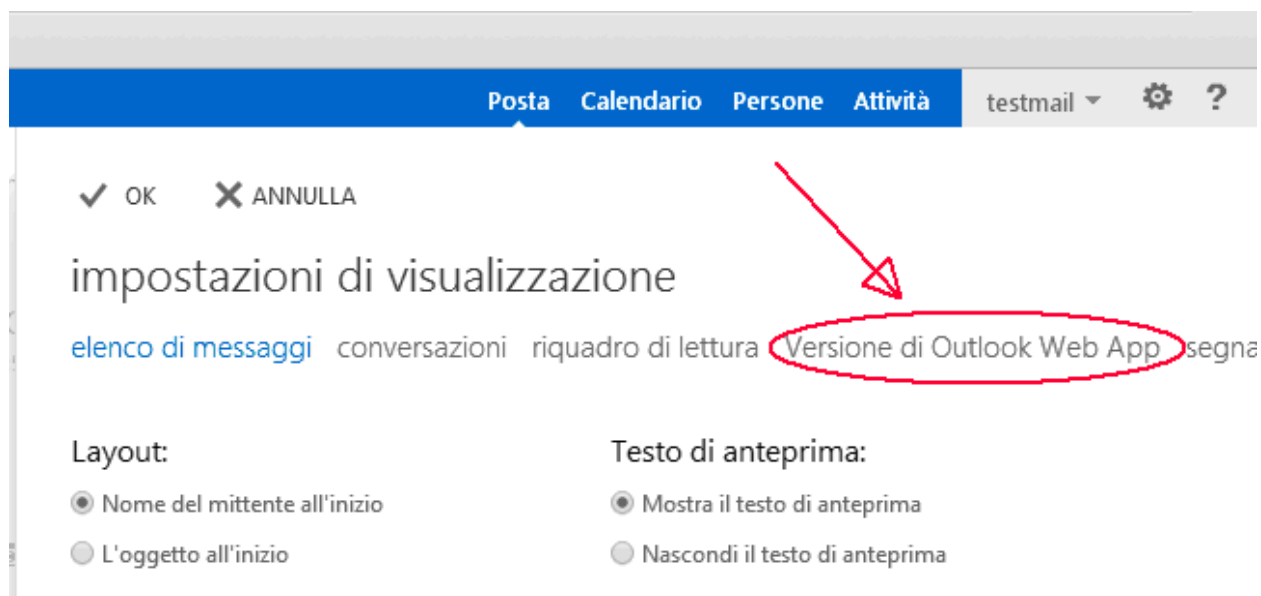 Posta Calendario Persone Attività testmail ?
OK ANNULLA
impostazioni di visualizzazione
elenco di messaggi conversazioni riquadro di lettura Versione di Outlook Web App segna
Layout: Testo di anteprima:
Nome del mittente all'inizio Mostra il testo di anteprima
L'oggetto all'inizio Nascondi il testo di anteprima